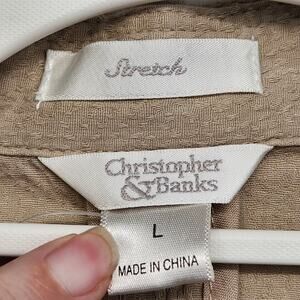 Stretch
Christopher
& Banks
L
MADE IN CHINA